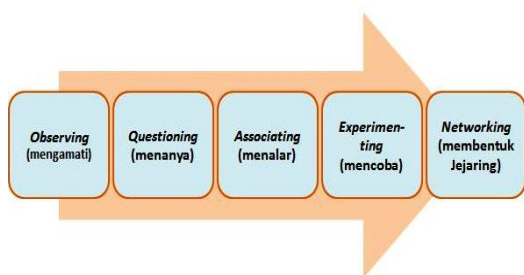 Observing
(mengamati)
Questioning
(menanya)
Associating
(menalar)
Experimen-
ting
(mencoba)
Networking
(membentuk
Jejaring)